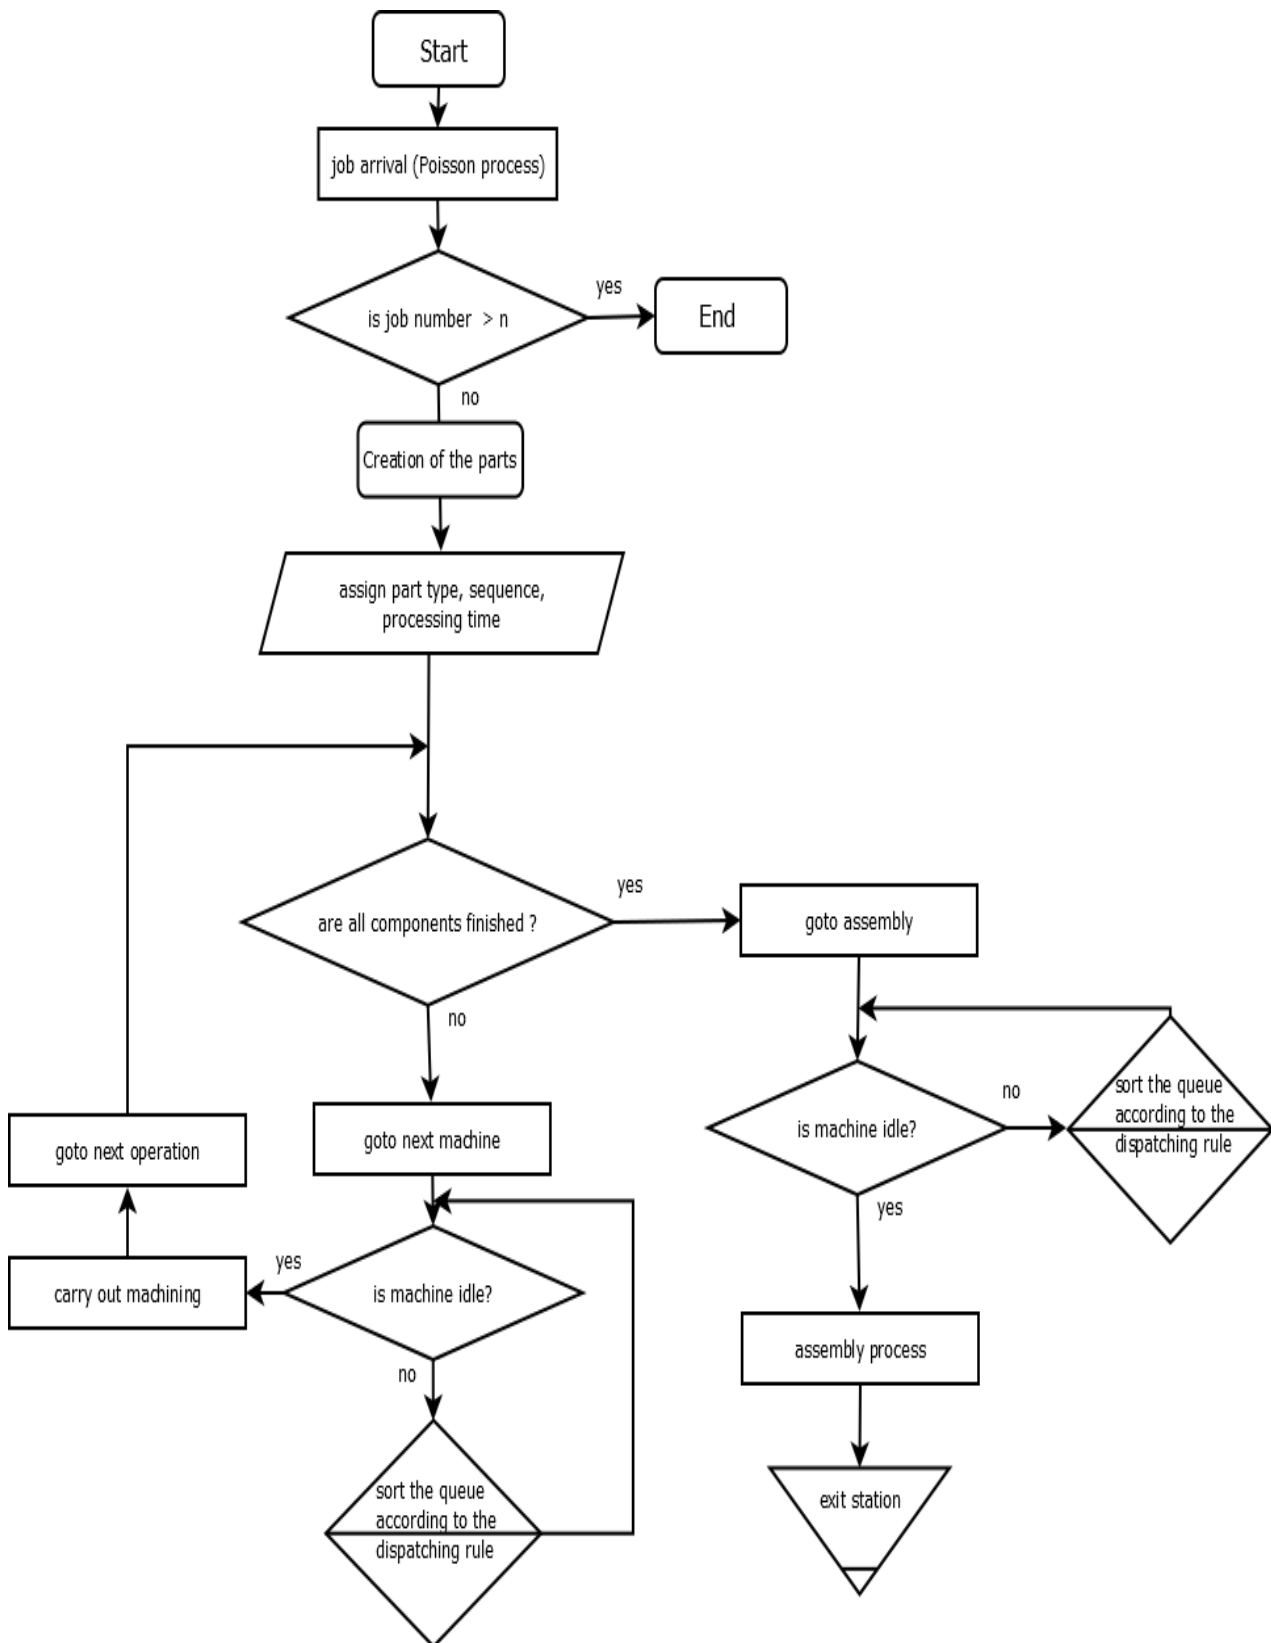 Start
job arrival (Poisson process)
is job number > n
yes
End
no
Creation of the parts
assign part type, sequence,
processing time
are all components finished ?
yes
goto assembly
no
goto next machine
is machine idle?
yes
carry out machining
goto next operation
no
sort the queue
according to the
dispatching rule
is machine idle?
no
sort the queue
according to the
dispatching rule
yes
assembly process
exit station